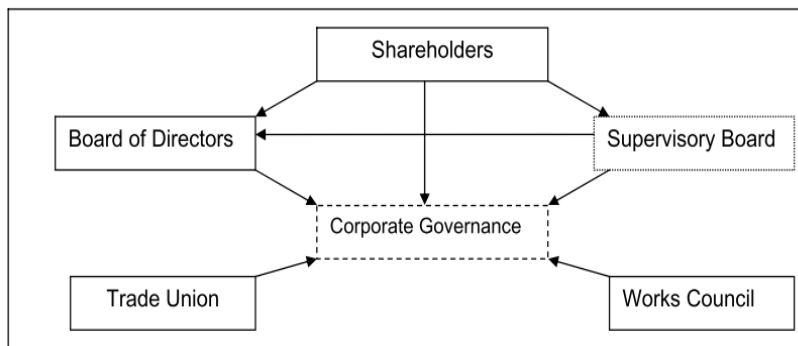 Shareholders
Board of Directors
Supervisory Board
Corporate Governance
Trade Union
Works Council